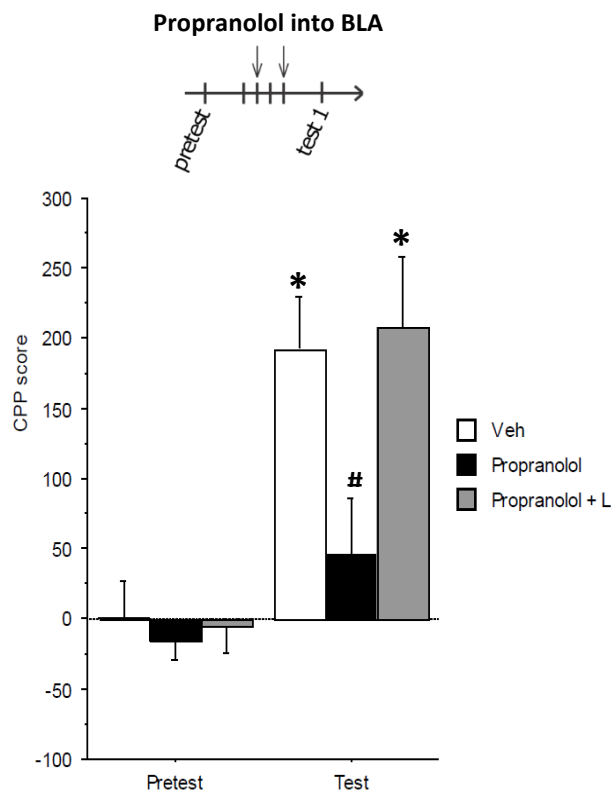 Propranolol into BLA
pretest
test 1
300
250
200
150
100
50
0
-50
-100
CPP score
*
#
*
Veh
Propranolol
Propranolol + L
Pretest
Test